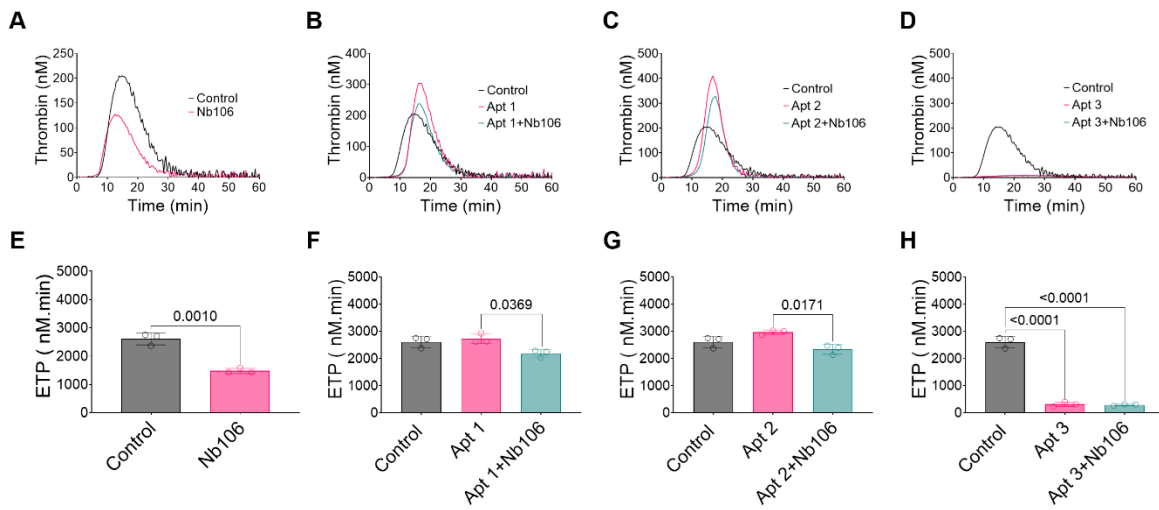 A
B
C
D
Thrombin (nM)
250
200
150
100
50
0
0 10 20 30 40 50 60
Time (min)
Control
Nb106
Thrombin (nM)
400
300
200
100
0
0 10 20 30 40 50 60
Time (min)
Control
Apt 1
Apt 1+Nb106
Thrombin (nM)
500
400
300
200
100
0
0 10 20 30 40 50 60
Time (min)
Control
Apt 2
Apt 2+Nb106
Thrombin (nM)
500
400
300
200
100
0
0 10 20 30 40 50 60
Time (min)
Control
Apt 3
Apt 3+Nb106
E
F
G
H
ETP ( nM.min)
5000
4000
3000
2000
1000
0
0.0010
Control
Nb106
ETP ( nM.min)
5000
4000
3000
2000
1000
0
0.0369
Control
Apt 1
Apt 1+Nb106
ETP ( nM.min)
5000
4000
3000
2000
1000
0
0.0171
Control
Apt 2
Apt 2+Nb106
ETP ( nM.min)
5000
4000
3000
2000
1000
0
<0.0001
<0.0001
Control
Apt 3
Apt 3+Nb106